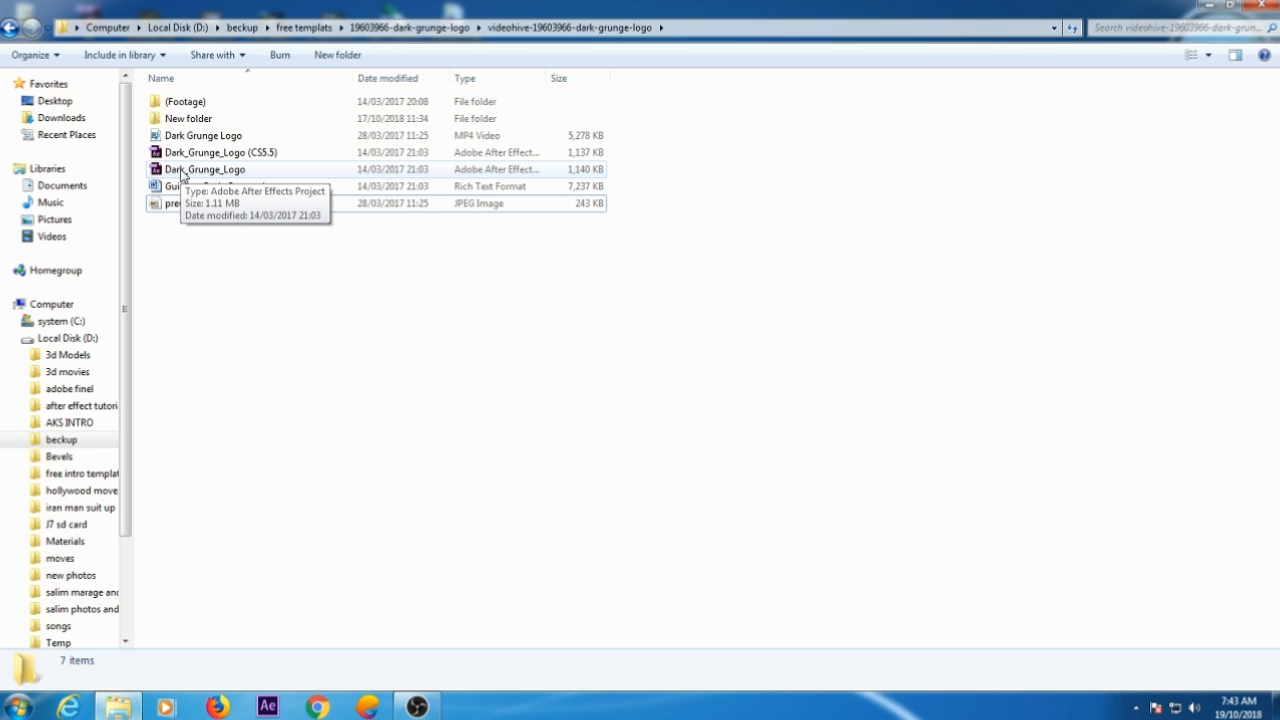 Computer Local Disk (D:) beckup free templats 19603966-dark-grunge-logo videohive-19603966-dark-grunge-logo
Search videohive-19603966-dark-grun...
Organize Include in library Share with Burn New folder
Name Date modified Type Size
(Footage) 14/03/2017 20:08 File folder
New folder 17/10/2018 11:34 File folder
Dark Grunge Logo 28/03/2017 11:25 MP4 Video 5,278 KB
Dark_Grunge_Logo (CS5.5) 14/03/2017 21:03 Adobe After Effect... 1,137 KB
Dark_Grunge_Logo 14/03/2017 21:03 Adobe After Effect... 1,140 KB
14/03/2017 21:03 Rich Text Format 7,237 KB
28/03/2017 11:25 JPEG Image 243 KB
Type: Adobe After Effects Project
Size: 1.11 MB
Date modified: 14/03/2017 21:03
Favorites
Desktop
Downloads
Recent Places
Libraries
Documents
Music
Pictures
Videos
Homegroup
Computer
system (C:)
Local Disk (D:)
3d Models
3d movies
adobe finel
after effect tutori
AKS INTRO
beckup
Bevels
free intro templat
hollywood move
iran man suit up
J7 sd card
Materials
moves
new photos
salim marage and
salim photos and
songs
Temp
7 items
Ae
7:43 AM
19/10/2018